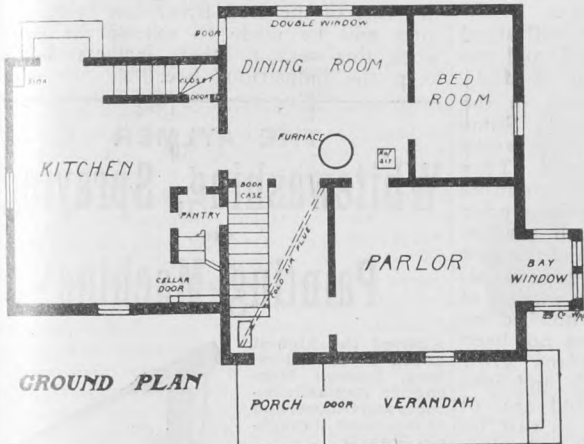 DOUBLE WINDOW
DOOR
DINING ROOM
BED
ROOM
SINK
CLOSET
DOOR
FURNACE
KITCHEN
BOOK
CASE
PANTRY
COLD AIR FLUE
PARLOR
BAY
WINDOW
CELLAR
DOOR
GROUND PLAN
PORCH DOOR VERANDAH